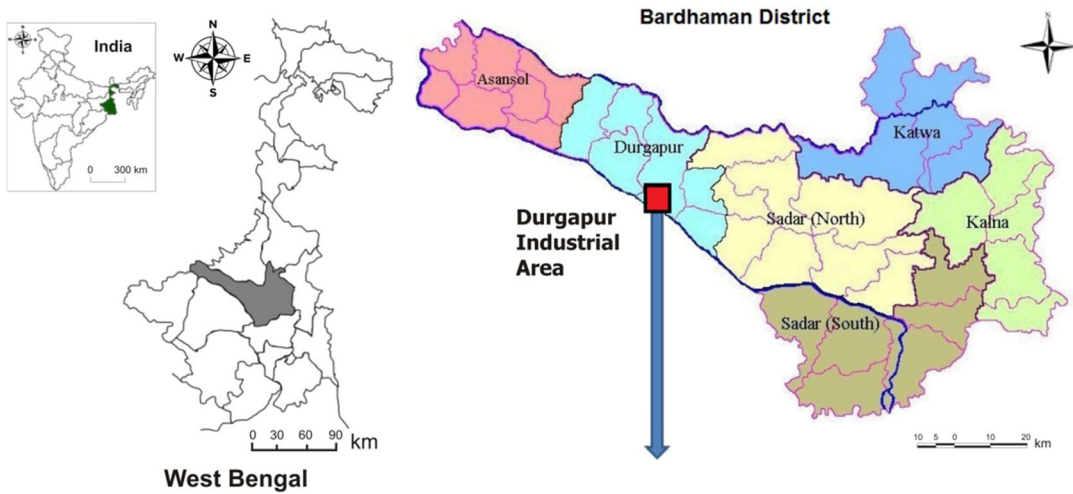 India
N
W E
S
0 300 km
0 30 60 90 km
West Bengal
Bardhaman District
N
Asansol
Durgapur
Katwa
Durgapur
Industrial
Area
Sadar (North)
Kalna
Sadar (South)
10 5 0 10 20 km